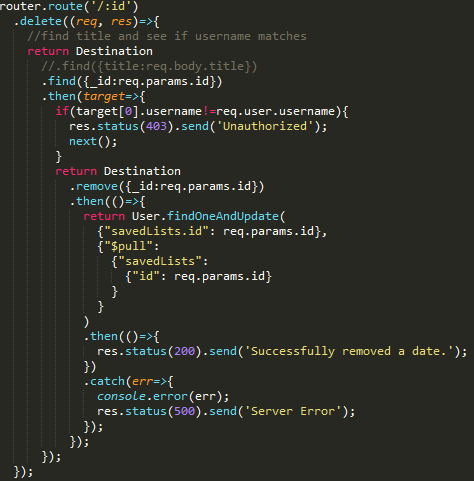 router.route('/:id')
  .delete((req, res)=>{
    //find title and see if username matches
    return Destination
      //.find({title:req.body.title})
      .find({_id:req.params.id})
      .then(target=>{
        if(target[0].username!=req.user.username){
          res.status(403).send('Unauthorized');
          next();
        }
        return Destination
          .remove({_id:req.params.id})
          .then(()=>{
            return User.findOneAndUpdate(
              {"savedLists.id": req.params.id},
              {"$pull":
                {"savedLists":
                  {"id": req.params.id}
                }
              }
            )
            .then(()=>{
              res.status(200).send('Successfully removed a date.');
            })
            .catch(err=>{
              console.error(err);
              res.status(500).send('Server Error');
            });
          });
      });
  });